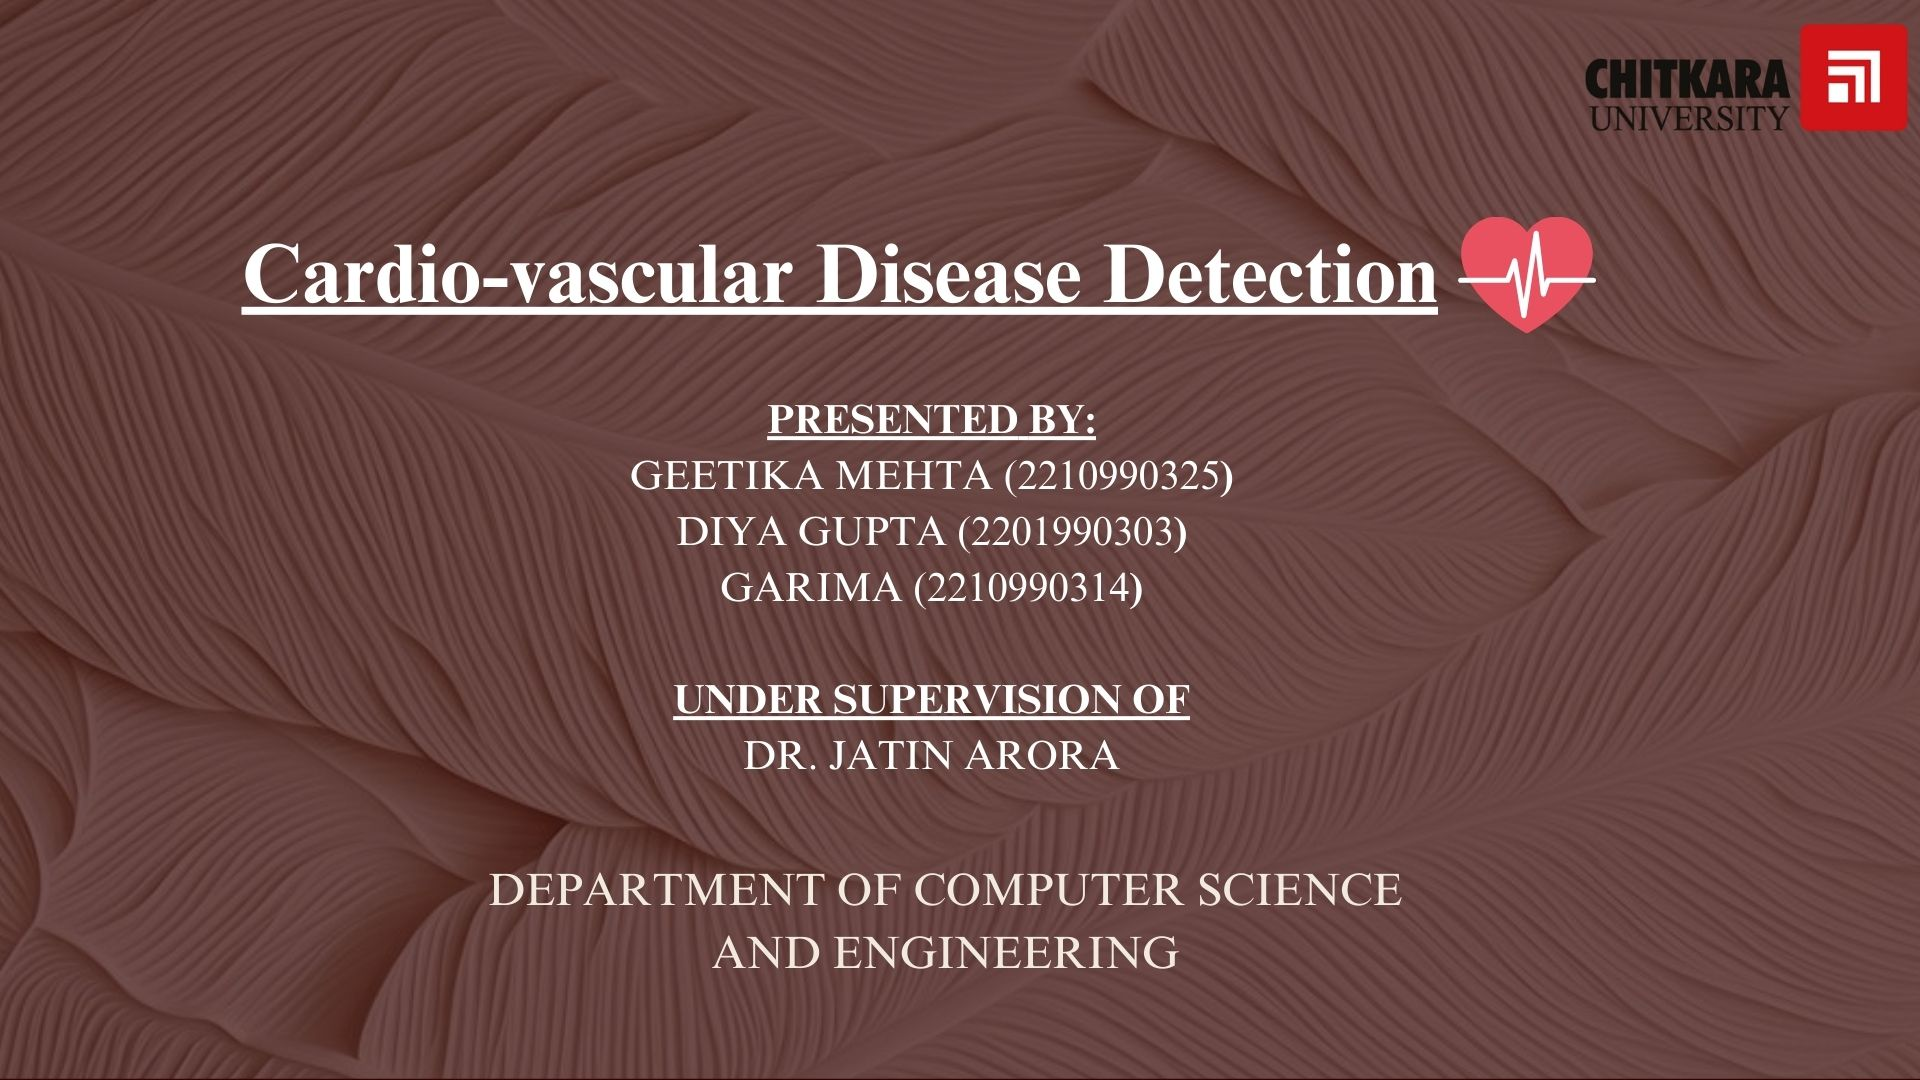 CHITKARA
UNIVERSITY
Cardio-vascular Disease Detection
PRESENTED BY:
GEETIKA MEHTA (2210990325)
DIYA GUPTA (2201990303)
GARIMA (2210990314)
UNDER SUPERVISION OF
DR. JATIN ARORA
DEPARTMENT OF COMPUTER SCIENCE
AND ENGINEERING